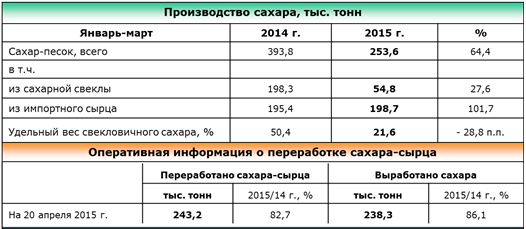 Производство сахара, тыс. тонн
Январь-март 2014 г. 2015 г. %
Сахар-песок, всего 393,8 253,6 64,4
в т.ч.
из сахарной свеклы 198,3 54,8 27,6
из импортного сырца 195,4 198,7 101,7
Удельный вес свекловичного сахара, % 50,4 21,6 - 28,8 п.п.
Оперативная информация о переработке сахара-сырца
Переработано сахара-сырца Выработано сахара
тыс. тонн 2015/14 г., % тыс. тонн 2015/14 г., %
На 20 апреля 2015 г. 243,2 82,7 238,3 86,1